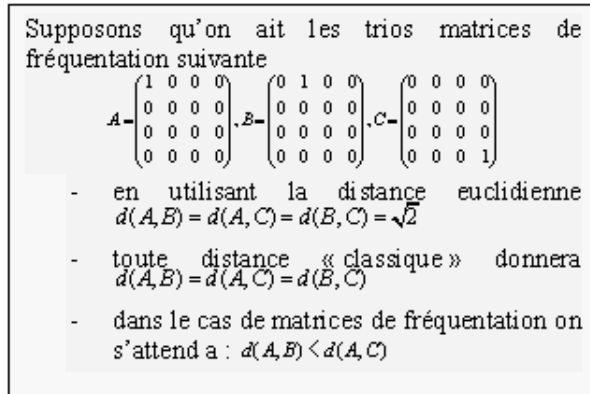 Supposons qu'on ait les trios matrices de
fréquentation suivante
A=(1 0 0 0; 0 0 0 0; 0 0 0 0; 0 0 0 0), B=(0 1 0 0; 0 0 0 0; 0 0 0 0; 0 0 0 0), C=(0 0 0 0; 0 0 0 0; 0 0 0 0; 0 0 0 1)
- en utilisant la distance euclidienne
d(A,B)=d(A,C)=d(B,C)=√2
- toute distance « classique » donnera
d(A,B)=d(A,C)=d(B,C)
- dans le cas de matrices de fréquentation on
s'attend a : d(A,B)<d(A,C)